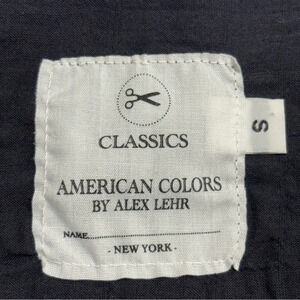 CLASSICS
AMERICAN COLORS
BY ALEX LEHR
NAME
- NEW YORK -
S